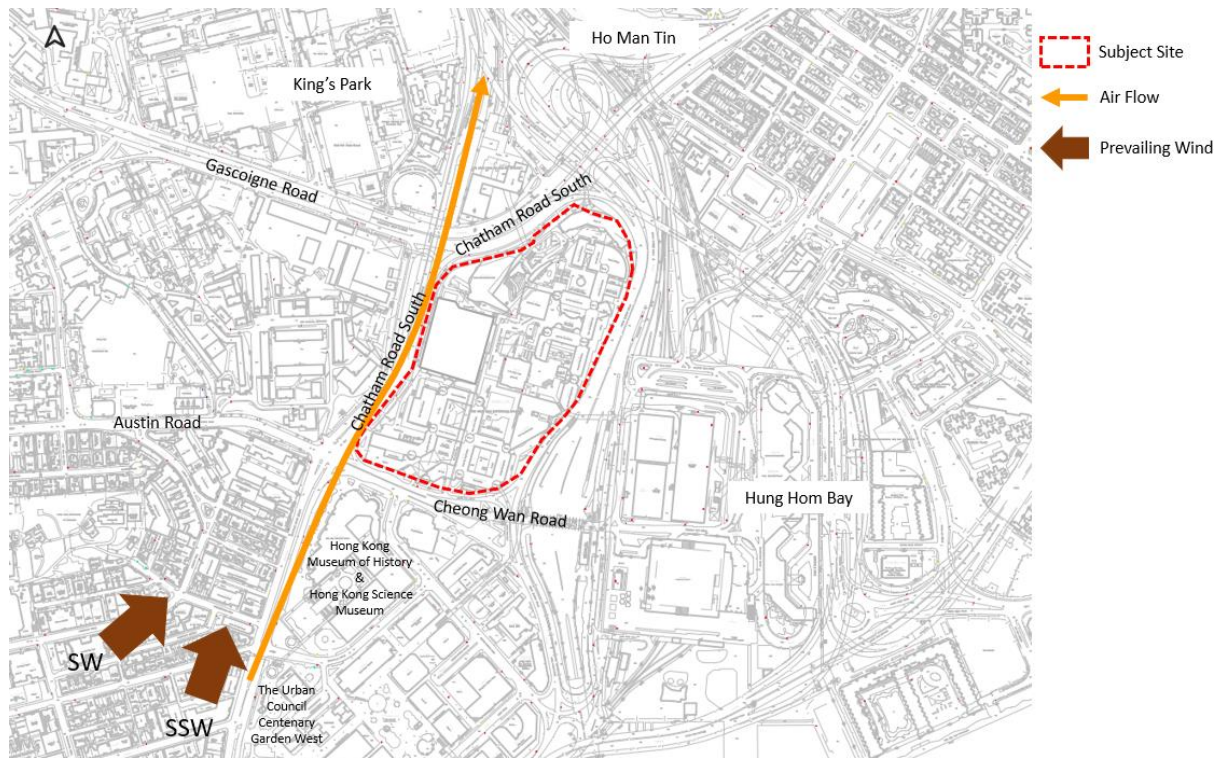 Ho Man Tin
King's Park
Gascoigne Road
Chatham Road South
Chatham Road South
Austin Road
Cheong Wan Road
Hung Hom Bay
Hong Kong
Museum of History
&
Hong Kong Science
Museum
SW
SSW
The Urban
Council
Centenary
Garden West
Subject Site
Air Flow
Prevailing Wind